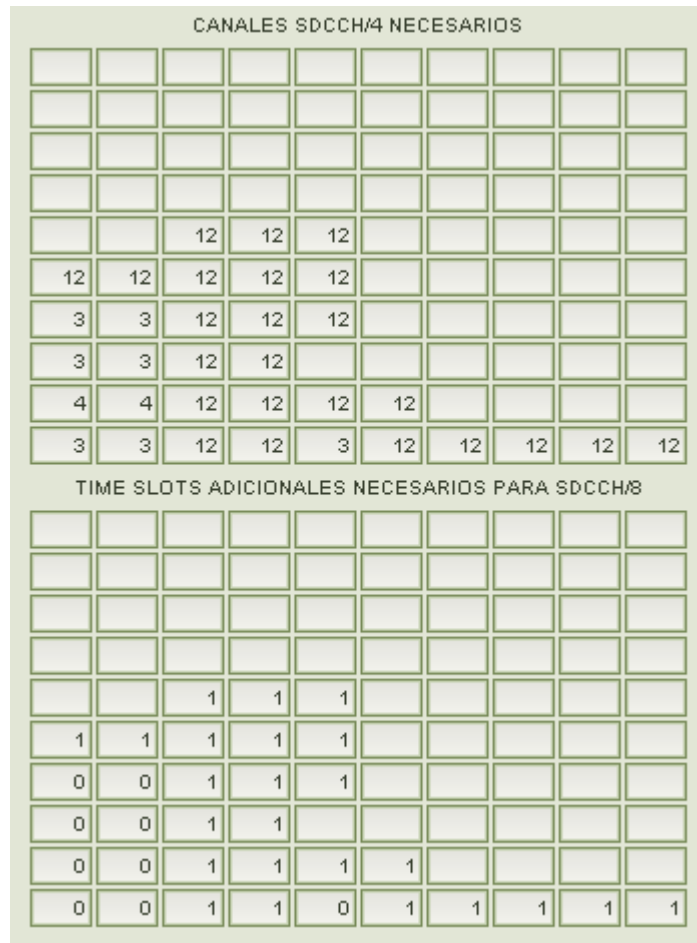 CANALES SDCCH/4 NECESARIOS
12 12 12
12 12 12 12 12
3 3 12 12 12
3 3 12 12
4 4 12 12 12 12
3 3 12 12 3 12 12 12 12 12
TIME SLOTS ADICIONALES NECESARIOS PARA SDCCH/8
1 1 1
1 1 1 1 1
0 0 1 1 1
0 0 1 1
0 0 1 1 1 1
0 0 1 1 0 1 1 1 1 1